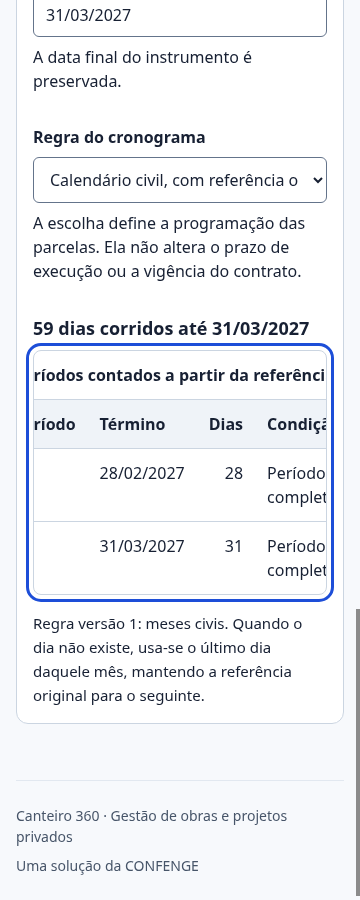 31/03/2027
A data final do instrumento é
preservada.
Regra do cronograma
Calendário civil, com referência o
A escolha define a programação das
parcelas. Ela não altera o prazo de
execução ou a vigência do contrato.
59 dias corridos até 31/03/2027
ríodos contados a partir da referênci
ríodo Término Dias Condiçã
28/02/2027 28 Período
complet
31/03/2027 31 Período
complet
Regra versão 1: meses civis. Quando o
dia não existe, usa-se o último dia
daquele mês, mantendo a referência
original para o seguinte.
Canteiro 360 · Gestão de obras e projetos
privados
Uma solução da CONFENGE